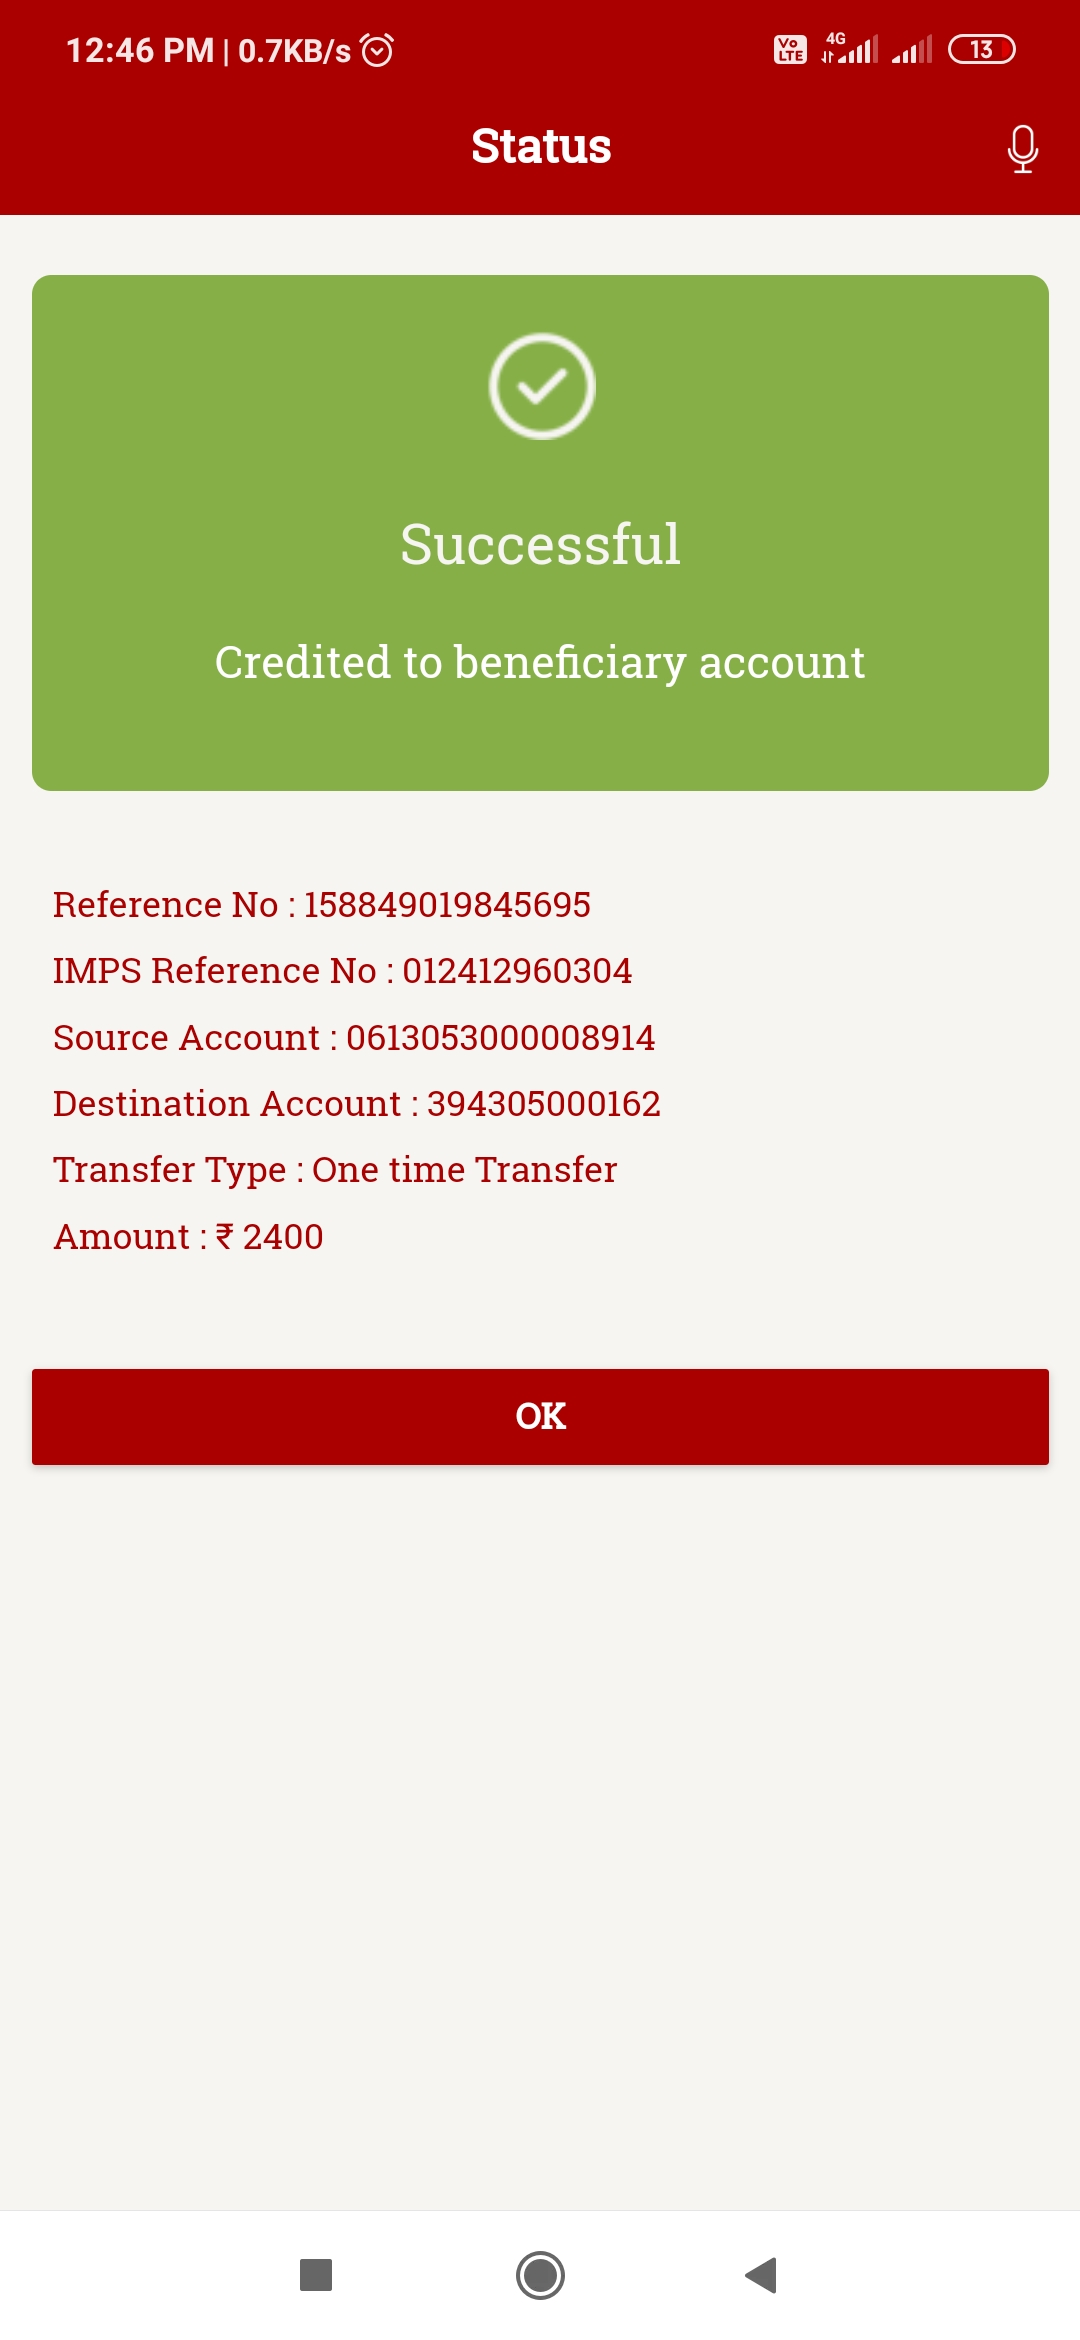 12:46 PM | 0.7KB/s
Vo LTE 4G 13
Status
Successful
Credited to beneficiary account
Reference No : 158849019845695
IMPS Reference No : 012412960304
Source Account : 0613053000008914
Destination Account : 394305000162
Transfer Type : One time Transfer
Amount : ₹ 2400
OK